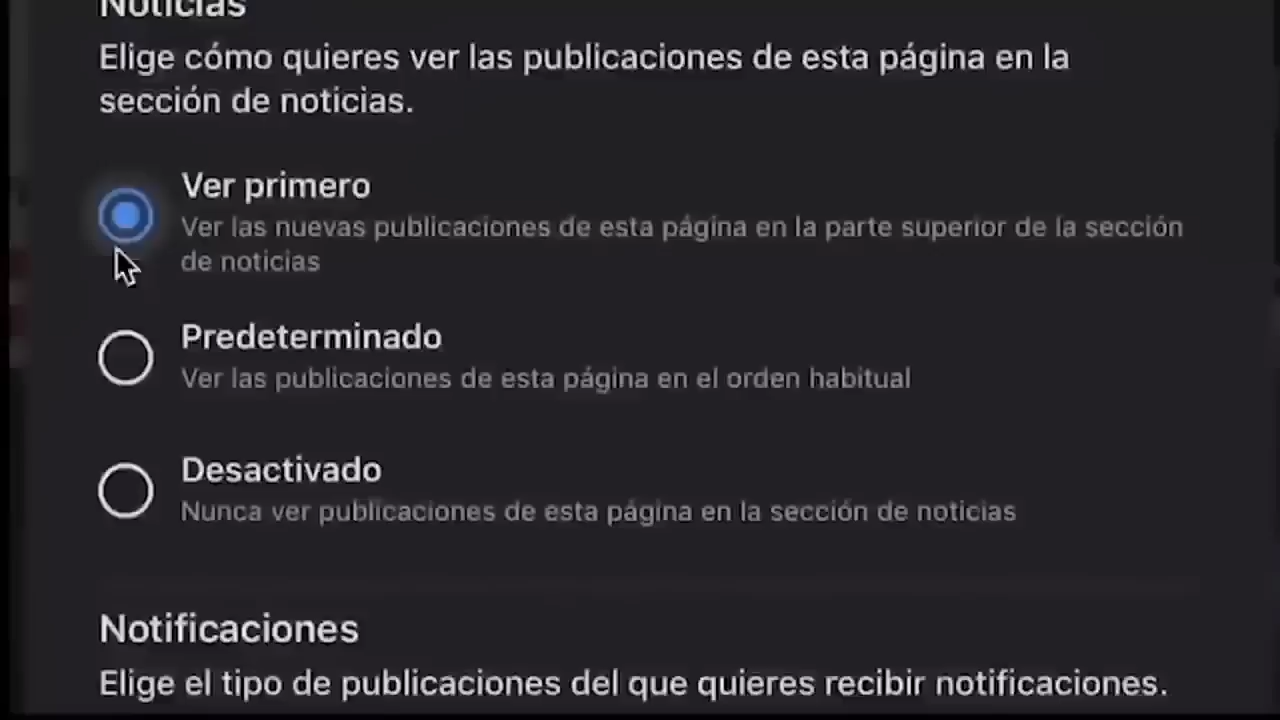 Noticias
Elige cómo quieres ver las publicaciones de esta página en la
sección de noticias.
Ver primero
Ver las nuevas publicaciones de esta página en la parte superior de la sección
de noticias
Predeterminado
Ver las publicaciones de esta página en el orden habitual
Desactivado
Nunca ver publicaciones de esta página en la sección de noticias
Notificaciones
Elige el tipo de publicaciones del que quieres recibir notificaciones.